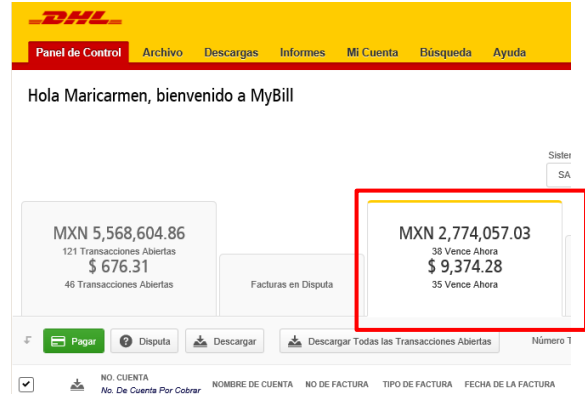 DHL
Panel de Control Archivo Descargas Informes Mi Cuenta Búsqueda Ayuda
Hola Maricarmen, bienvenido a MyBill
MXN 5,568,604.86
121 Transacciones Abiertas
$ 676.31
46 Transacciones Abiertas
Facturas en Disputa
MXN 2,774,057.03
38 Vence Ahora
$ 9,374.28
35 Vence Ahora
Pagar Disputa Descargar Descargar Todas las Transacciones Abiertas Número
NO. CUENTA
No. De Cuenta Por Cobrar
NOMBRE DE CUENTA NO DE FACTURA TIPO DE FACTURA FECHA DE LA FACTURA